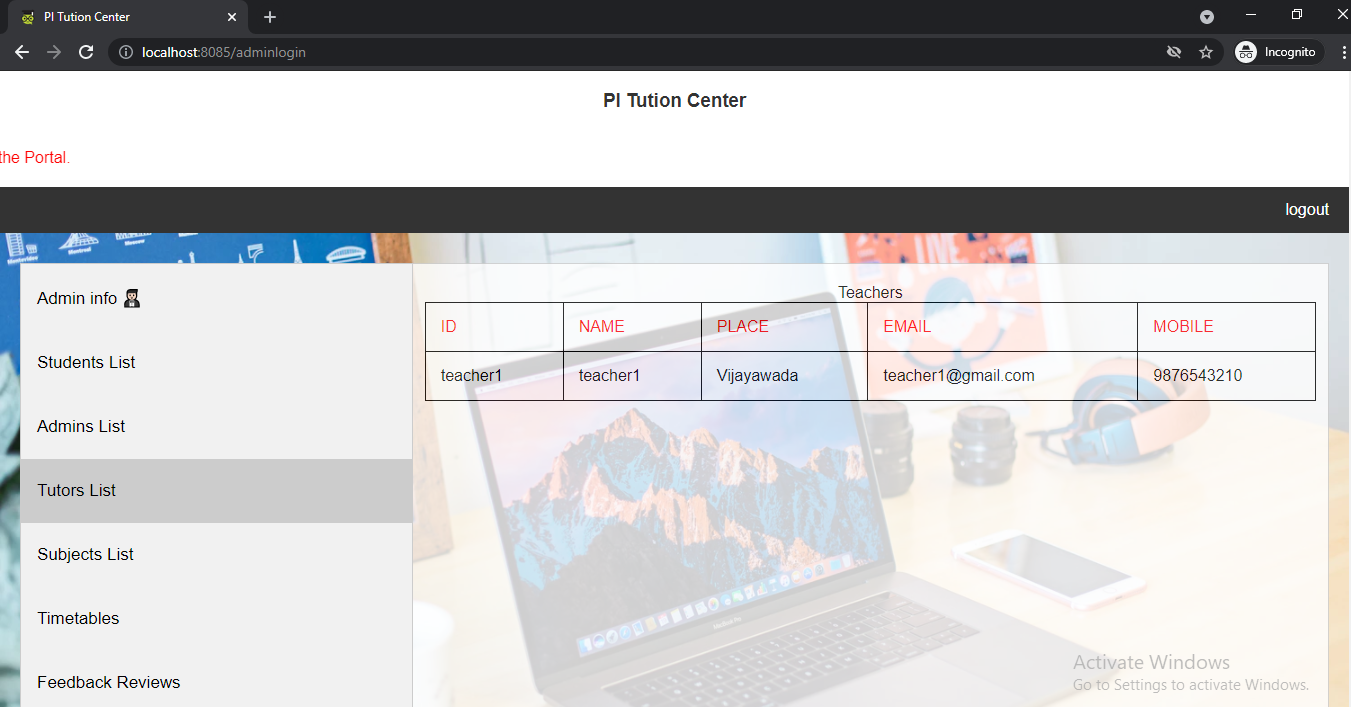 PI Tution Center
localhost:8085/adminlogin
Incognito
PI Tution Center
the Portal.
logout
Admin info
Students List
Admins List
Tutors List
Subjects List
Timetables
Feedback Reviews
Teachers
ID NAME PLACE EMAIL MOBILE
teacher1 teacher1 Vijayawada teacher1@gmail.com 9876543210
LIVE
Activate Windows
Go to Settings to activate Windows.